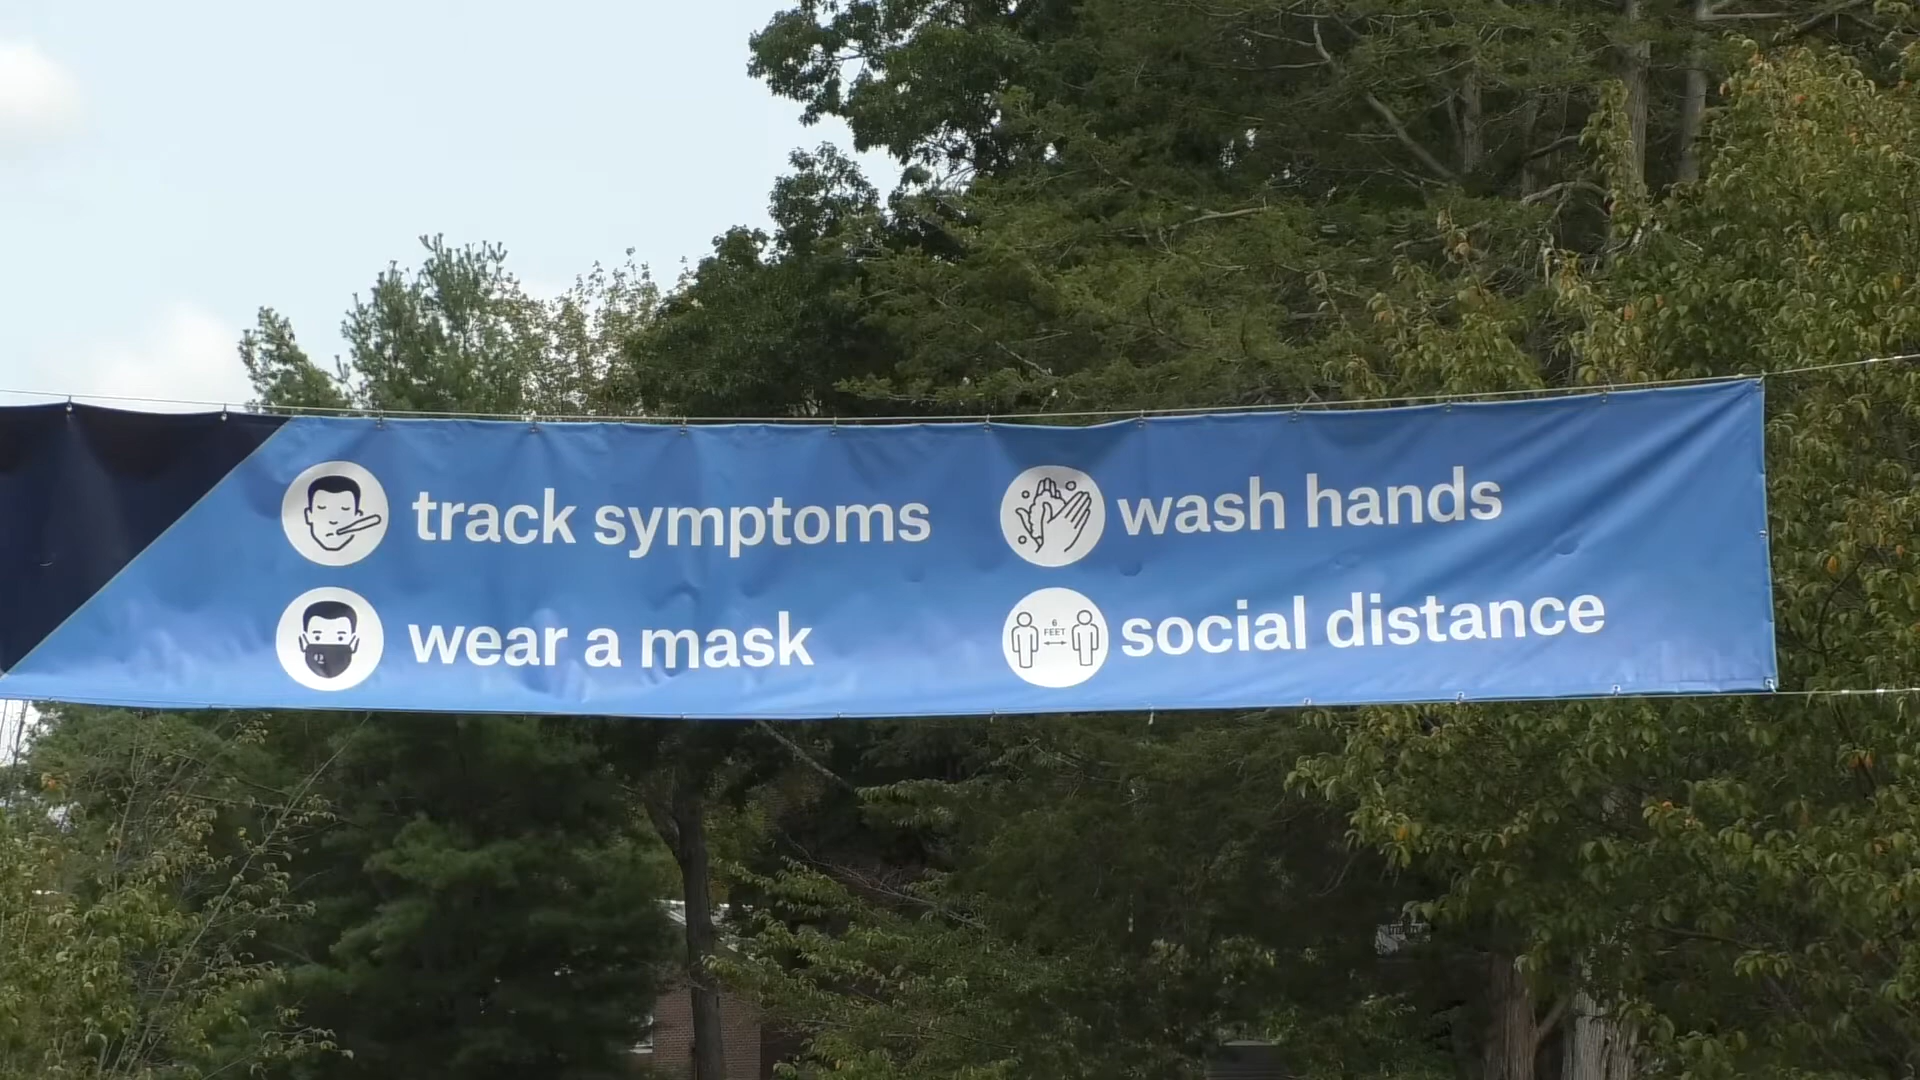 track symptoms
wash hands
wear a mask
6
FEET
social distance